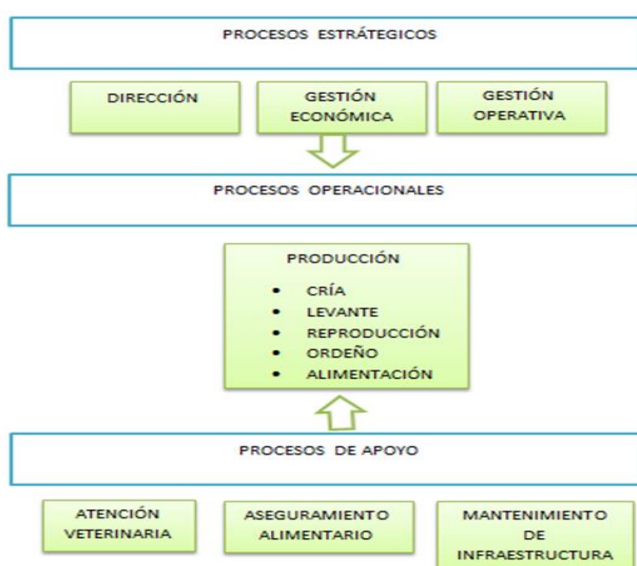 PROCESOS ESTRÁTEGICOS
DIRECCIÓN
GESTIÓN
ECONÓMICA
GESTIÓN
OPERATIVA
PROCESOS OPERACIONALES
PRODUCCIÓN
• CRÍA
• LEVANTE
• REPRODUCCIÓN
• ORDEÑO
• ALIMENTACIÓN
PROCESOS DE APOYO
ATENCIÓN
VETERINARIA
ASEGURAMIENTO
ALIMENTARIO
MANTENIMIENTO
DE
INFRAESTRUCTURA